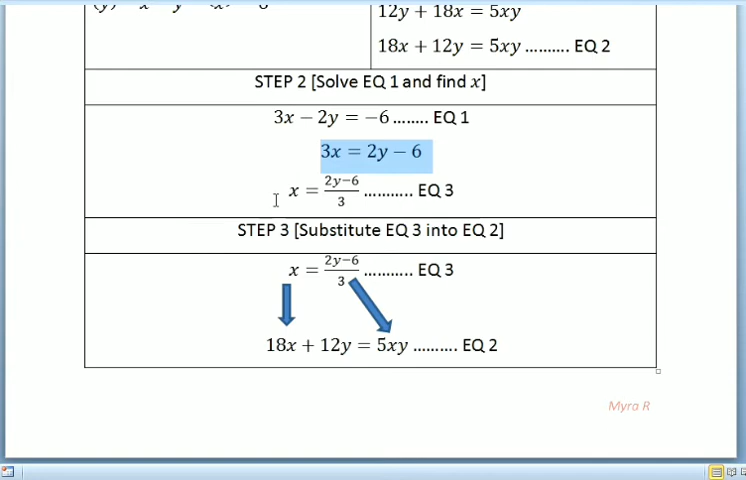 12y + 18x = 5xy
18x + 12y = 5xy .......... EQ 2
STEP 2 [Solve EQ 1 and find x]
3x − 2y = −6 ........ EQ 1
3x = 2y − 6
x = 2y−6/3 ........... EQ 3
STEP 3 [Substitute EQ 3 into EQ 2]
x = 2y−6/3 ........... EQ 3
18x + 12y = 5xy .......... EQ 2
Myra R